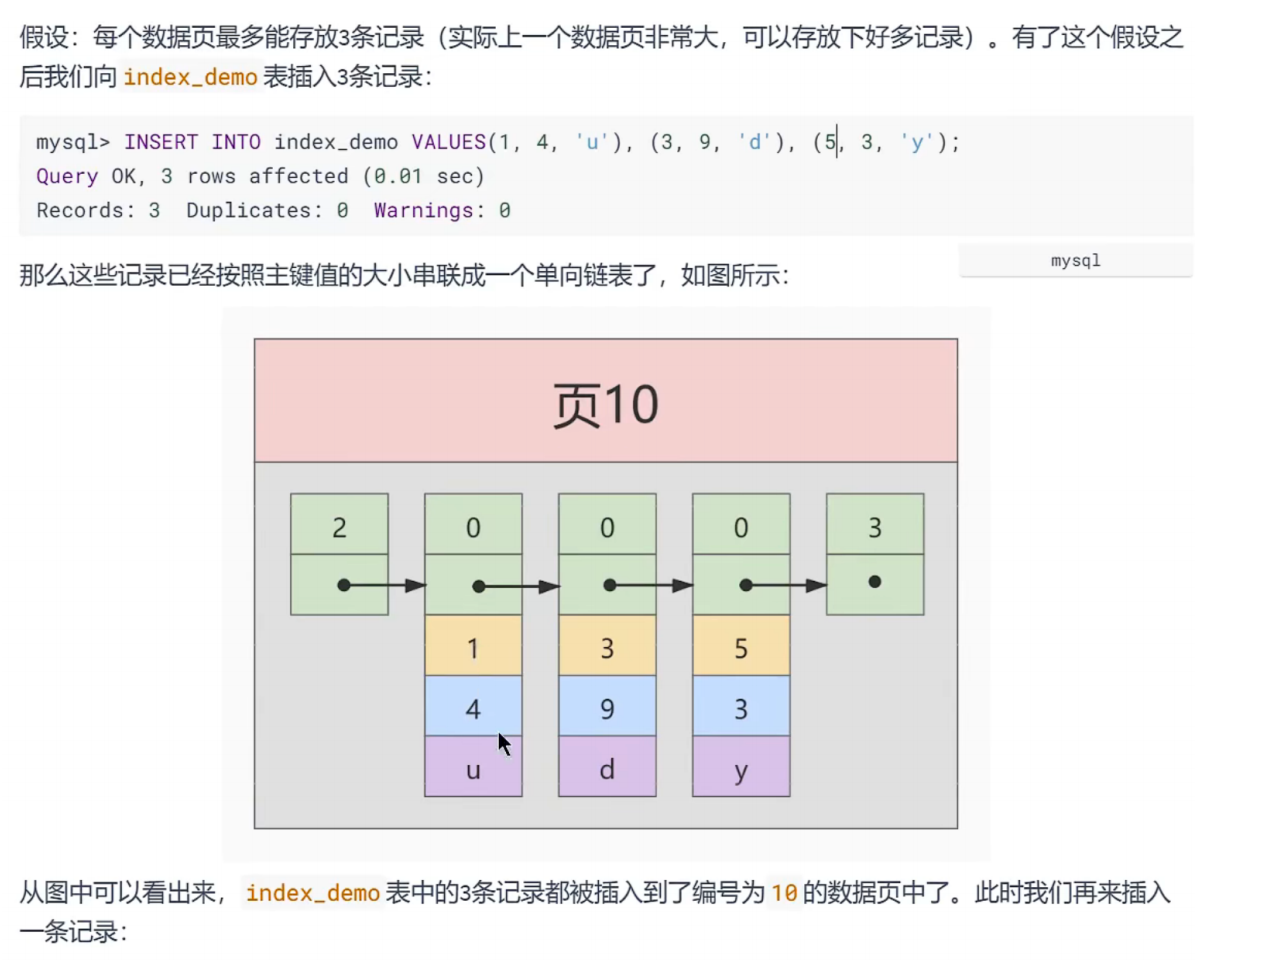 假设：每个数据页最多能存放3条记录（实际上一个数据页非常大，可以存放下好多记录）。有了这个假设之
后我们向 index_demo 表插入3条记录：
mysql> INSERT INTO index_demo VALUES(1, 4, 'u'), (3, 9, 'd'), (5, 3, 'y');
Query OK, 3 rows affected (0.01 sec)
Records: 3  Duplicates: 0  Warnings: 0
mysql
那么这些记录已经按照主键值的大小串联成一个单向链表了，如图所示：
页10
2 0 0 0 3
1 3 5
4 9 3
u d y
从图中可以看出来， index_demo 表中的3条记录都被插入到了编号为 10 的数据页中了。此时我们再来插入
一条记录：